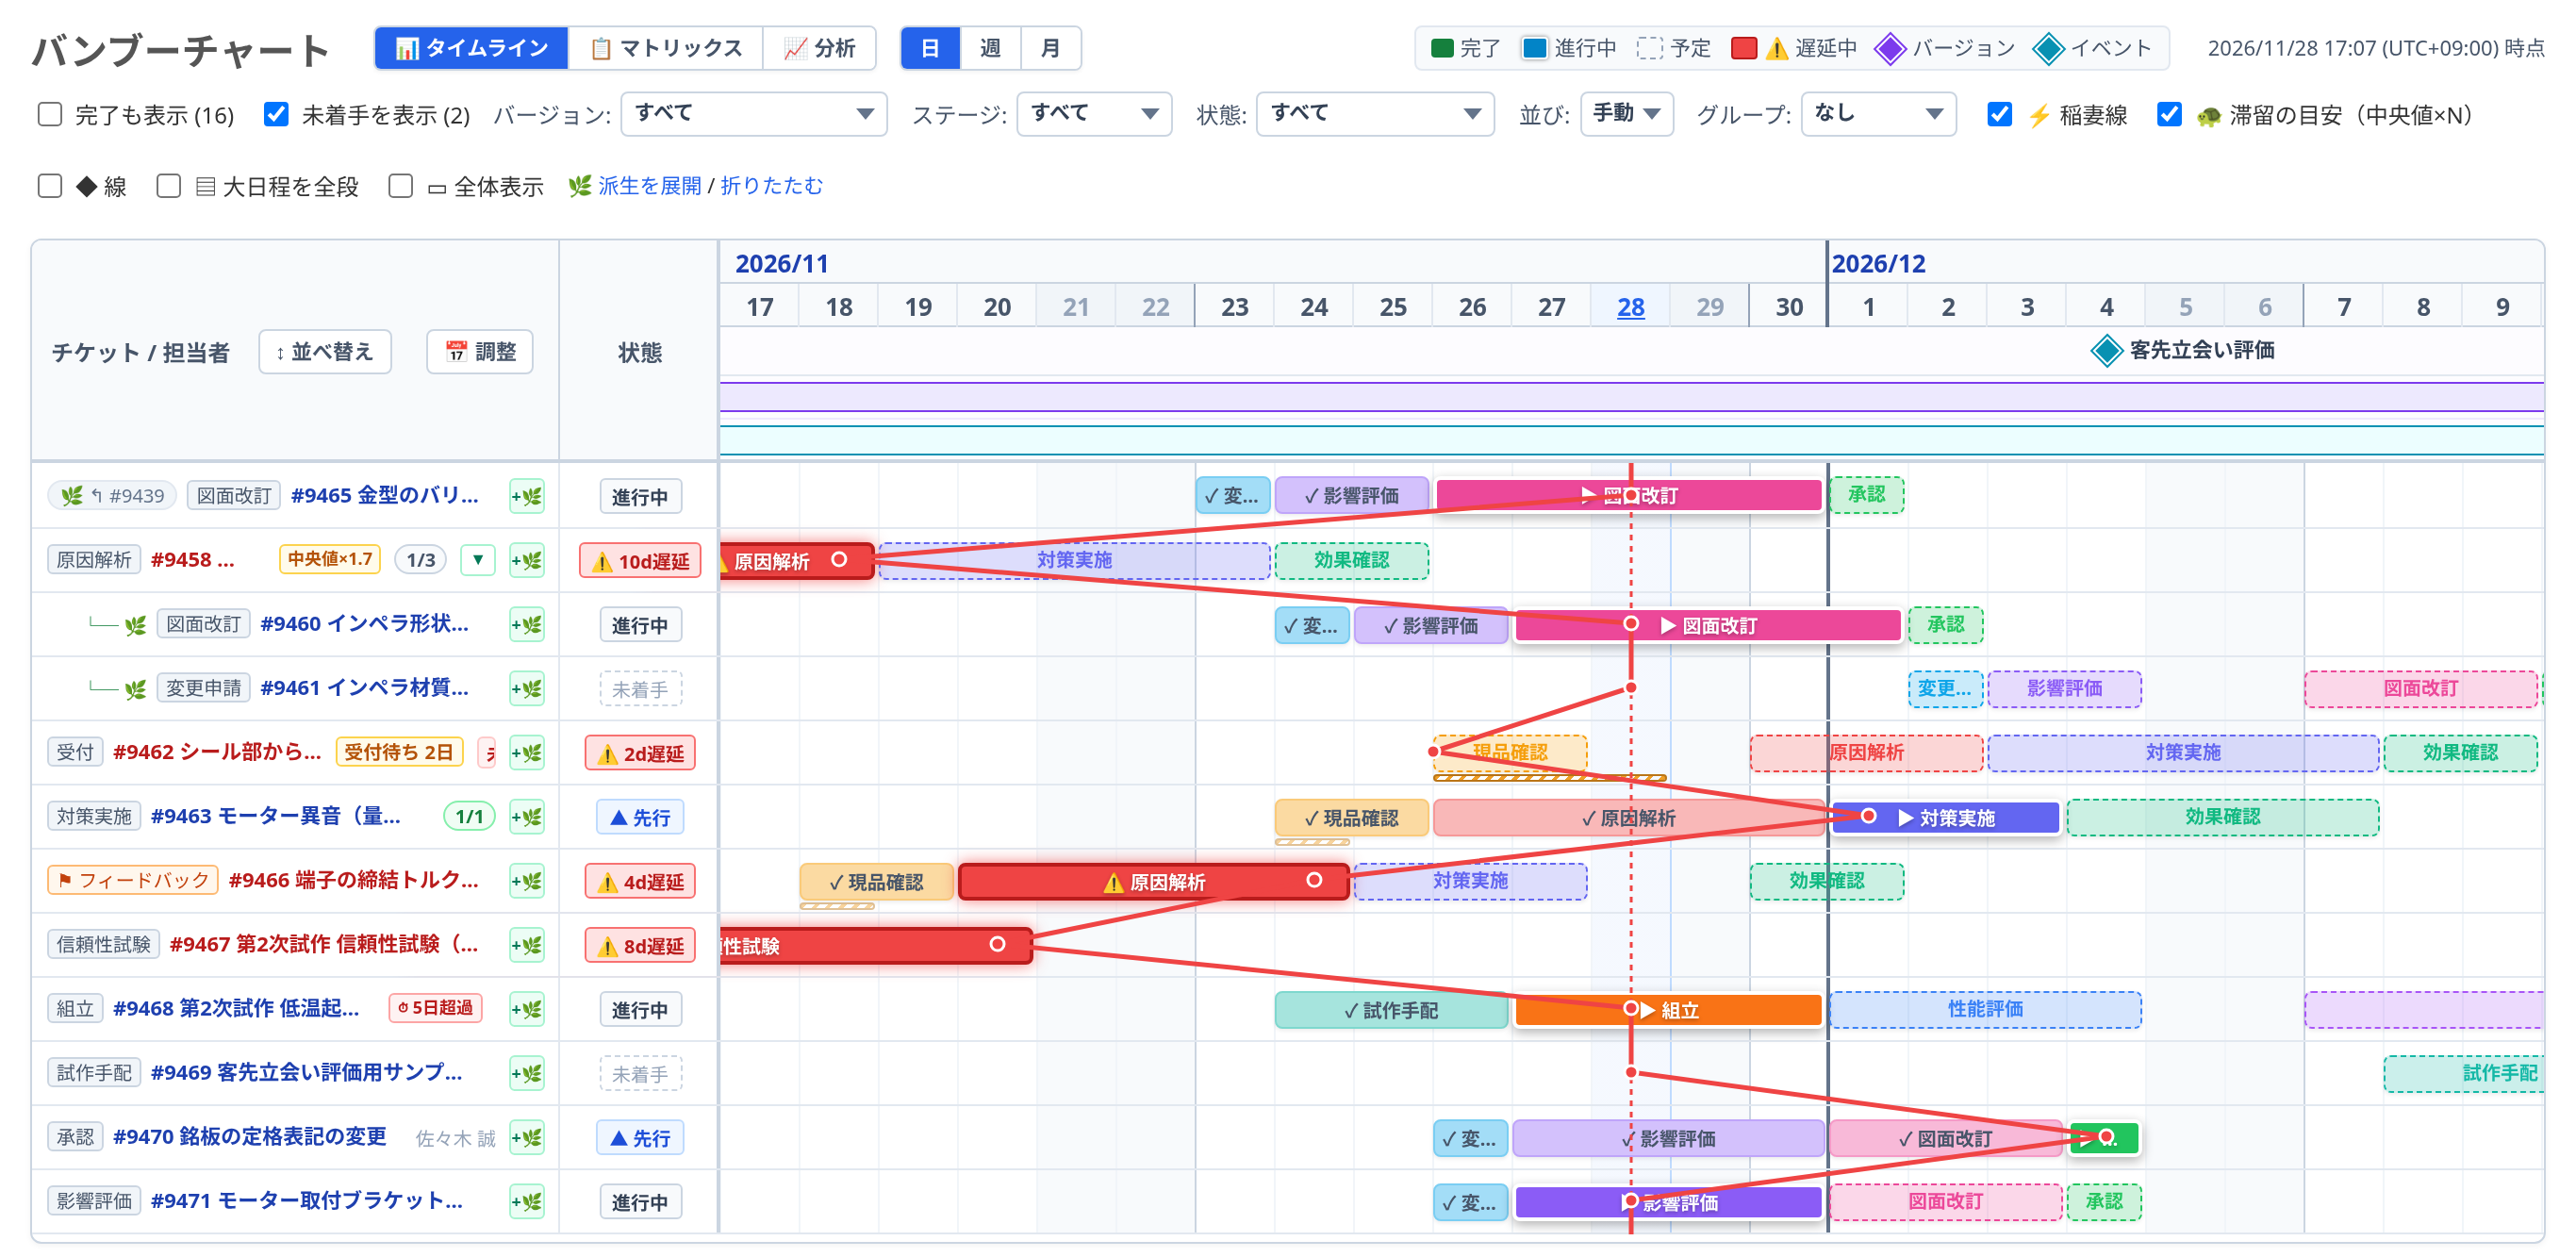 バンブーチャート 📊 タイムライン 📋 マトリックス 📈 分析 日 週 月 完了 進行中 予定 ⚠️ 遅延中 バージョン イベント 2026/11/28 17:07 (UTC+09:00) 時点
完了も表示 (16) 未着手を表示 (2) バージョン: すべて ステージ: すべて 状態: すべて 並び: 手動 グループ: なし ⚡ 稲妻線 🐢 滞留の目安（中央値×N）
◆ 線 ▤ 大日程を全段 ▭ 全体表示 🌿 派生を展開 / 折りたたむ
2026/11 2026/12
17 18 19 20 21 22 23 24 25 26 27 28 29 30 1 2 3 4 5 6 7 8 9
チケット / 担当者 ↕ 並べ替え 📅 調整 状態 客先立会い評価
🌿 ↰ #9439 図面改訂 #9465 金型のバリ... +🌿 進行中 ✓ 変... ✓ 影響評価 ▶ 図面改訂 承認
原因解析 #9458 ... 中央値×1.7 1/3 ▼ +🌿 ⚠️ 10d遅延 原因解析 対策実施 効果確認
└─ 🌿 図面改訂 #9460 インペラ形状... +🌿 進行中 ✓ 変... ✓ 影響評価 ▶ 図面改訂 承認
└─ 🌿 変更申請 #9461 インペラ材質... +🌿 未着手 変更... 影響評価 図面改訂
受付 #9462 シール部から... 受付待ち 2日 +🌿 ⚠️ 2d遅延 現品確認 原因解析 対策実施 効果確認
対策実施 #9463 モーター異音（量... 1/1 +🌿 ▲ 先行 ✓ 現品確認 ✓ 原因解析 ▶ 対策実施 効果確認
⚑ フィードバック #9466 端子の締結トルク... +🌿 ⚠️ 4d遅延 ✓ 現品確認 ⚠️ 原因解析 対策実施 効果確認
信頼性試験 #9467 第2次試作 信頼性試験（... +🌿 ⚠️ 8d遅延 性試験
組立 #9468 第2次試作 低温起... ⏱ 5日超過 +🌿 進行中 ✓ 試作手配 ▶ 組立 性能評価
試作手配 #9469 客先立会い評価用サンプ... +🌿 未着手 試作手配
承認 #9470 銘板の定格表記の変更 佐々木 誠 +🌿 ▲ 先行 ✓ 変... ✓ 影響評価 ✓ 図面改訂
影響評価 #9471 モーター取付ブラケット... +🌿 進行中 ✓ 変... ▶ 影響評価 図面改訂 承認